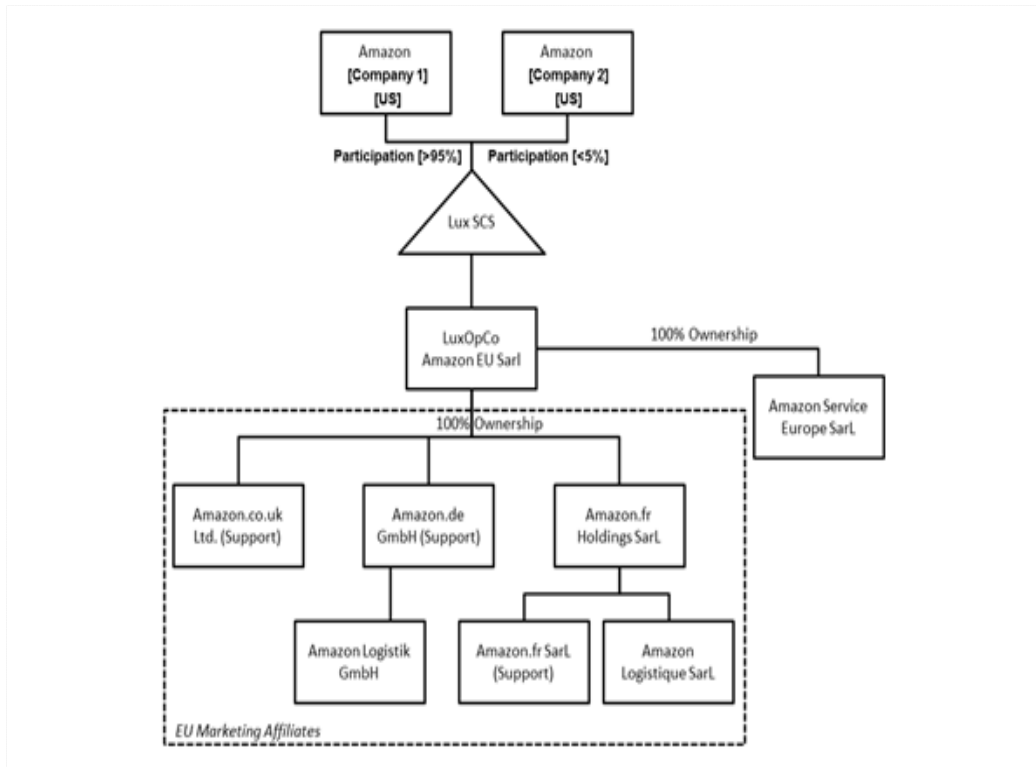 Amazon
[Company 1]
[US]
Amazon
[Company 2]
[US]
Participation [>95%]
Participation [<5%]
Lux SCS
LuxOpCo
Amazon EU Sarl
100% Ownership
Amazon Service
Europe SarL
100% Ownership
Amazon.co.uk
Ltd. (Support)
Amazon.de
GmbH (Support)
Amazon.fr
Holdings SarL
Amazon Logistik
GmbH
Amazon.fr SarL
(Support)
Amazon
Logistique SarL
EU Marketing Affiliates